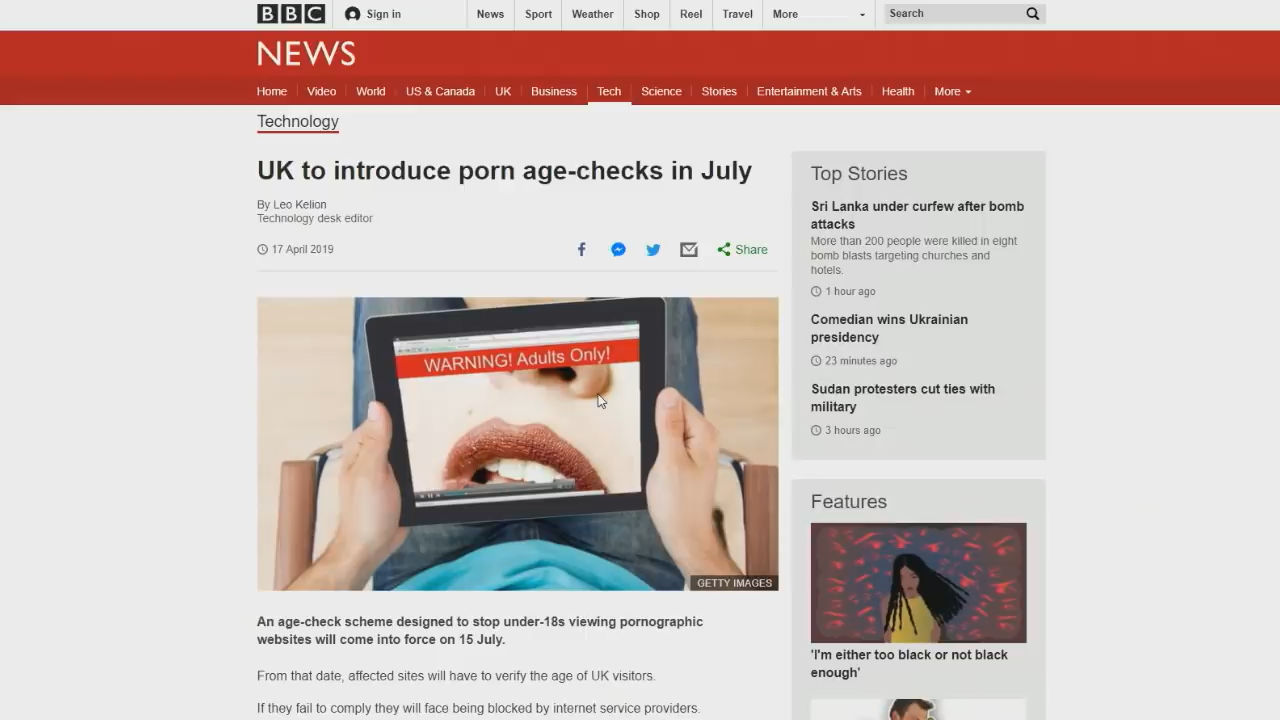 BBC
Sign in
News
Sport
Weather
Shop
Reel
Travel
More
Search
NEWS
Home
Video
World
US & Canada
UK
Business
Tech
Science
Stories
Entertainment & Arts
Health
More
Technology
UK to introduce porn age-checks in July
By Leo Kelion
Technology desk editor
17 April 2019
Share
WARNING! Adults Only!
GETTY IMAGES
An age-check scheme designed to stop under-18s viewing pornographic
websites will come into force on 15 July.
From that date, affected sites will have to verify the age of UK visitors.
If they fail to comply they will face being blocked by internet service providers.
Top Stories
Sri Lanka under curfew after bomb
attacks
More than 200 people were killed in eight
bomb blasts targeting churches and
hotels.
1 hour ago
Comedian wins Ukrainian
presidency
23 minutes ago
Sudan protesters cut ties with
military
3 hours ago
Features
'I'm either too black or not black
enough'